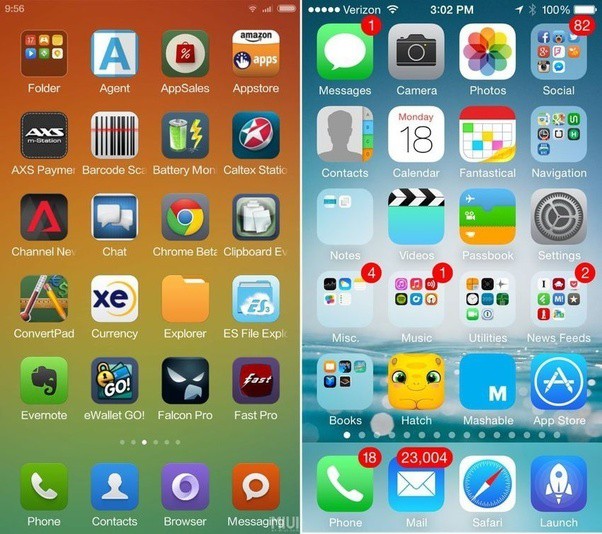 9:56
Folder Agent AppSales Appstore
amazon
apps
AXS
m-Station
AXS Paymen Barcode Sca Battery Mon Caltex Static
Channel Nev Chat Chrome Beta Clipboard E
xe
ES
ConvertPad Currency Explorer ES File Explo
GO!
fast
Evernote eWallet GO! Falcon Pro Fast Pro
Phone Contacts Browser Messaging
MIUI
Verizon 3:02 PM 100%
1 82
Messages Camera Photos Social
Monday
18
Contacts Calendar Fantastical Navigation
Notes Videos Passbook Settings
4 1 2
Misc. Music Utilities News Feeds
M
Books Hatch Mashable App Store
18 23,004
Phone Mail Safari Launch